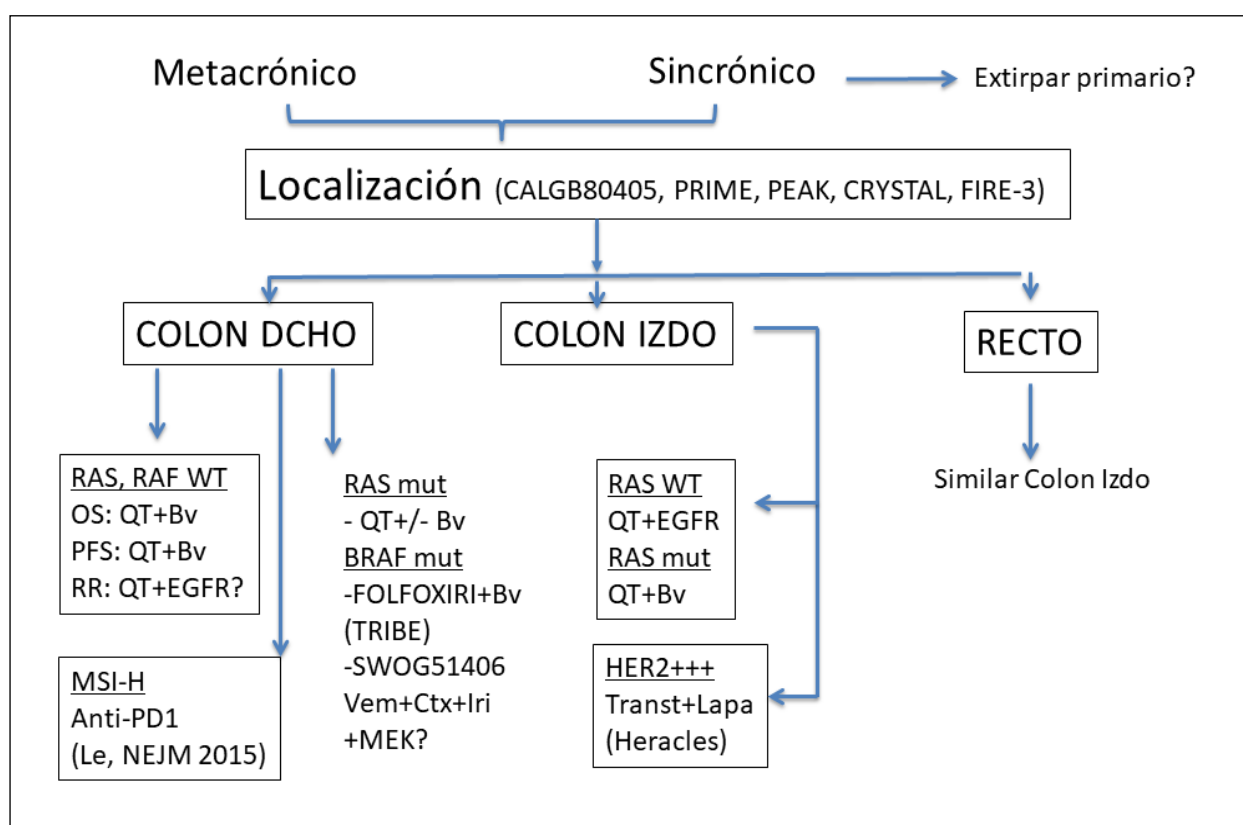 Metacrónico
Sincrónico
Extirpar primario?
Localización (CALGB80405, PRIME, PEAK, CRYSTAL, FIRE-3)
COLON DCHO
COLON IZDO
RECTO
RAS, RAF WT
OS: QT+Bv
PFS: QT+Bv
RR: QT+EGFR?
MSI-H
Anti-PD1
(Le, NEJM 2015)
RAS mut
- QT+/- Bv
BRAF mut
-FOLFOXIRI+Bv
(TRIBE)
-SWOG51406
Vem+Ctx+Iri
+MEK?
RAS WT
QT+EGFR
RAS mut
QT+Bv
HER2+++
Transt+Lapa
(Heracles)
Similar Colon Izdo